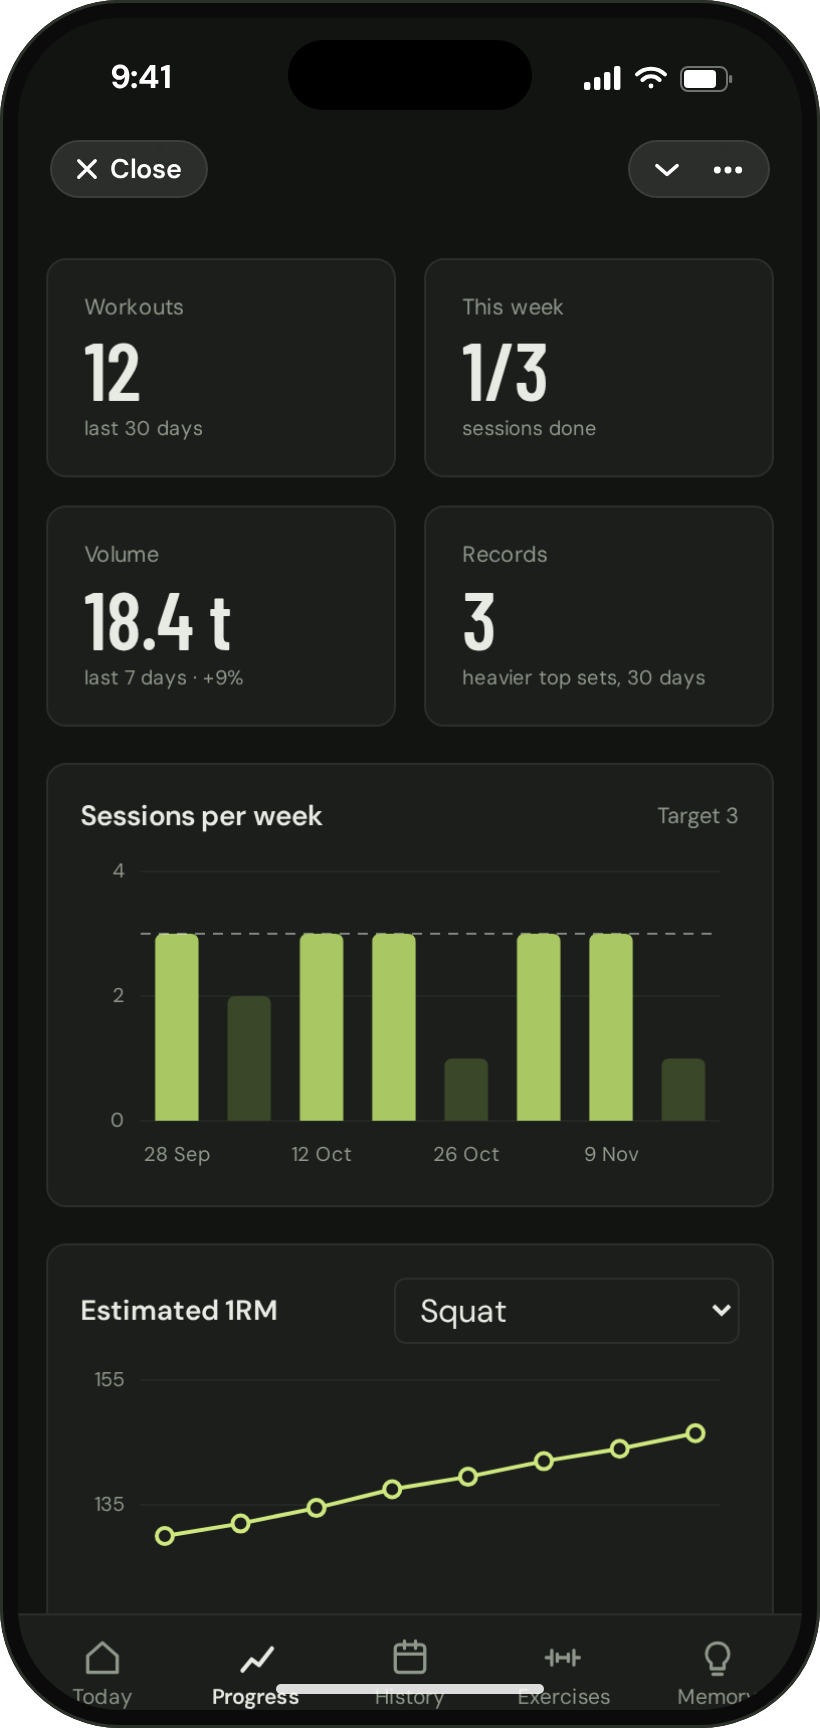 9:41
Close
Workouts
12
last 30 days
This week
1/3
sessions done
Volume
18.4 t
last 7 days · +9%
Records
3
heavier top sets, 30 days
Sessions per week
Target 3
4
2
0
28 Sep
12 Oct
26 Oct
9 Nov
Estimated 1RM
Squat
155
135
Today
Progress
History
Exercises
Memory